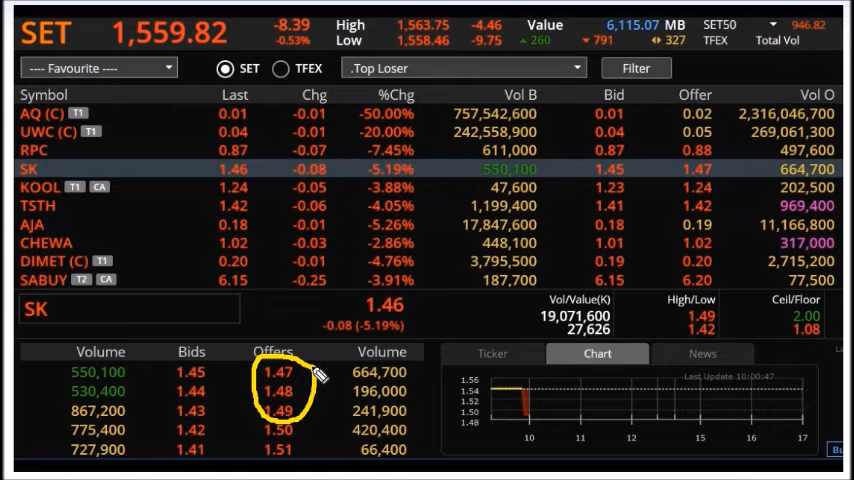 SET 1,559.82 -8.39 -0.53% High 1,563.75 -4.46 Value 6,115.07 MB SET50 946.82
Low 1,558.46 -9.75 260 791 327 TFEX Total Vol
---- Favourite ---- SET TFEX .Top Loser Filter
Symbol Last Chg %Chg Vol B Bid Offer Vol O
AQ (C) T1 0.01 -0.01 -50.00% 757,542,600 0.01 0.02 2,316,046,700
UWC (C) T1 0.04 -0.01 -20.00% 242,558,900 0.04 0.05 269,061,300
RPC 0.87 -0.07 -7.45% 611,000 0.87 0.88 497,600
SK 1.46 -0.08 -5.19% 550,100 1.45 1.47 664,700
KOOL T1 CA 1.24 -0.05 -3.88% 47,600 1.23 1.24 202,500
TSTH 1.42 -0.06 -4.05% 1,199,400 1.41 1.42 969,400
AJA 0.18 -0.01 -5.26% 17,847,600 0.18 0.19 11,166,800
CHEWA 1.02 -0.03 -2.86% 448,100 1.01 1.02 317,000
DIMET (C) T1 0.20 -0.01 -4.76% 3,795,500 0.19 0.20 2,715,200
SABUY T2 CA 6.15 -0.25 -3.91% 187,700 6.15 6.20 77,500
SK 1.46 Vol/Value(K) High/Low Ceil/Floor
-0.08 (-5.19%) 19,071,600 1.49 2.00
27,626 1.42 1.08
Volume Bids Offers Volume
550,100 1.45 1.47 664,700
530,400 1.44 1.48 196,000
867,200 1.43 1.49 241,900
775,400 1.42 1.50 420,400
727,900 1.41 1.51 66,400
Ticker Chart News
Last Update 10:00:47
1.56
1.54
1.52
1.50
1.48
10 11 12 15 16 17